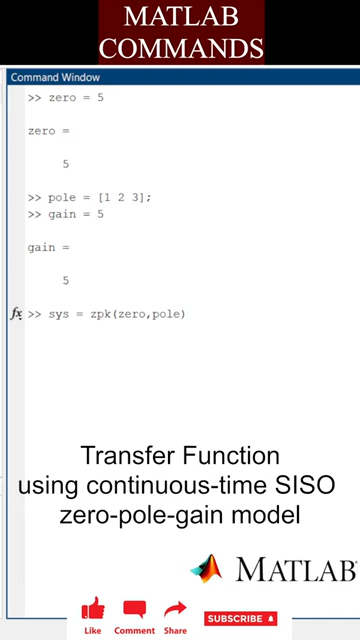 MATLAB
COMMANDS
Command Window
>> zero = 5
zero =
5
>> pole = [1 2 3];
>> gain = 5
gain =
5
fx >> sys = zpk(zero,pole)
Transfer Function
using continuous-time SISO
zero-pole-gain model
MATLAB
Like Comment Share SUBSCRIBE